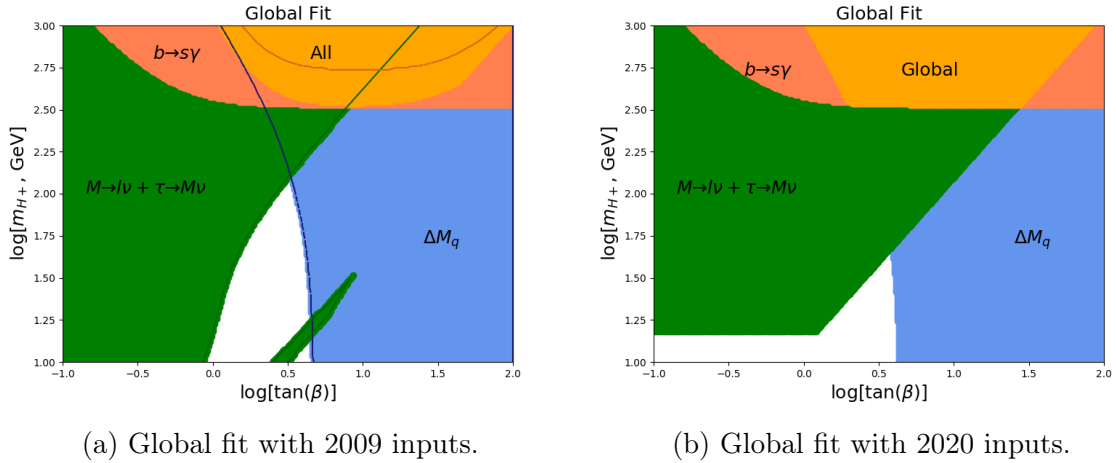 Global Fit
3.00
2.75
2.50
2.25
2.00
1.75
1.50
1.25
1.00
log[m_{H+}, GeV]
b→sγ
All
M→lν + τ→Mν
ΔM_q
−1.0 −0.5 0.0 0.5 1.0 1.5 2.0
log[tan(β)]
(a) Global fit with 2009 inputs.
Global Fit
3.00
2.75
2.50
2.25
2.00
1.75
1.50
1.25
1.00
log[m_{H+}, GeV]
b→sγ
Global
M→lν + τ→Mν
ΔM_q
−1.0 −0.5 0.0 0.5 1.0 1.5 2.0
log[tan(β)]
(b) Global fit with 2020 inputs.